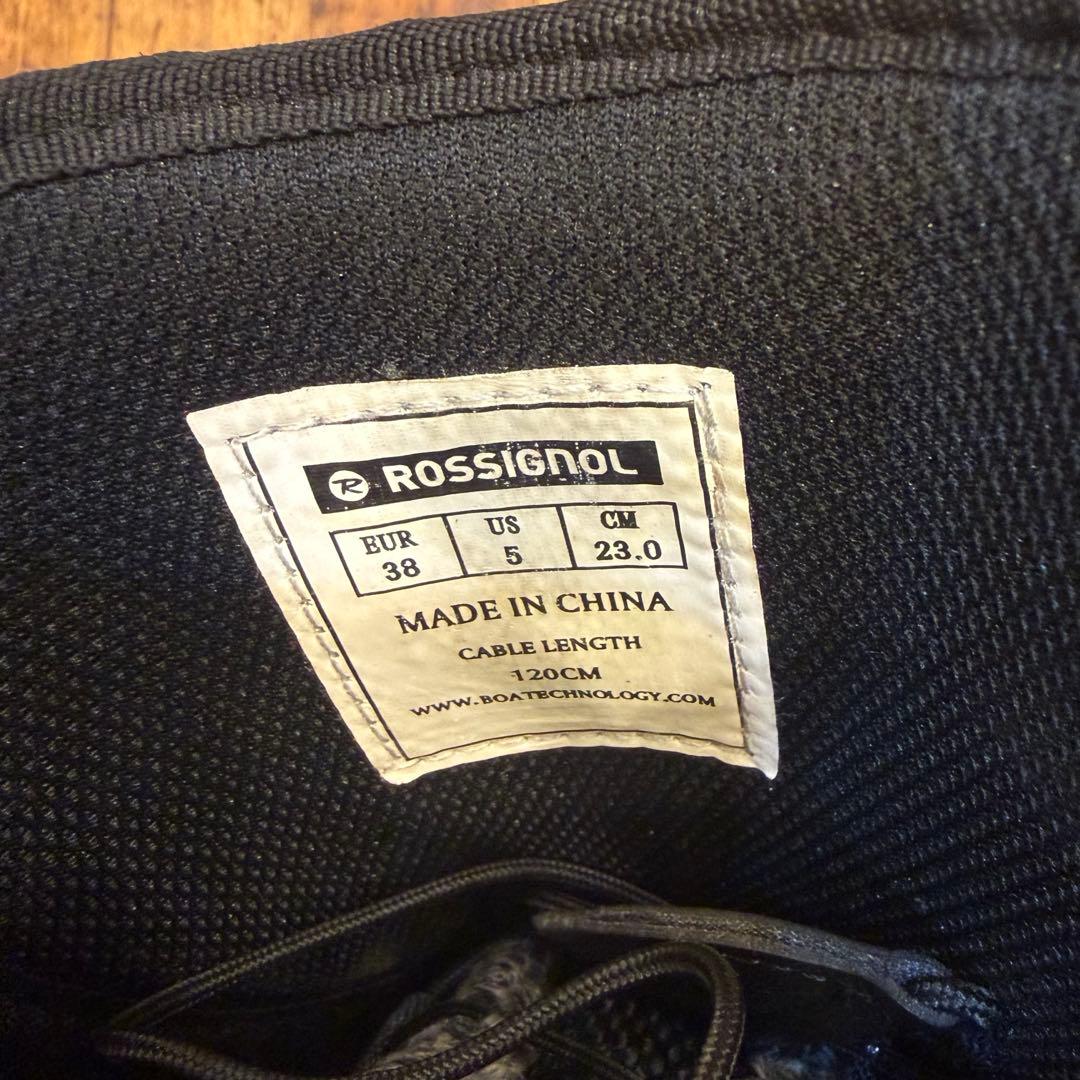 R ROSSIGNOL
EUR US CM
38 5 23.0
MADE IN CHINA
CABLE LENGTH
120CM
WWW.BOATECHNOLOGY.COM